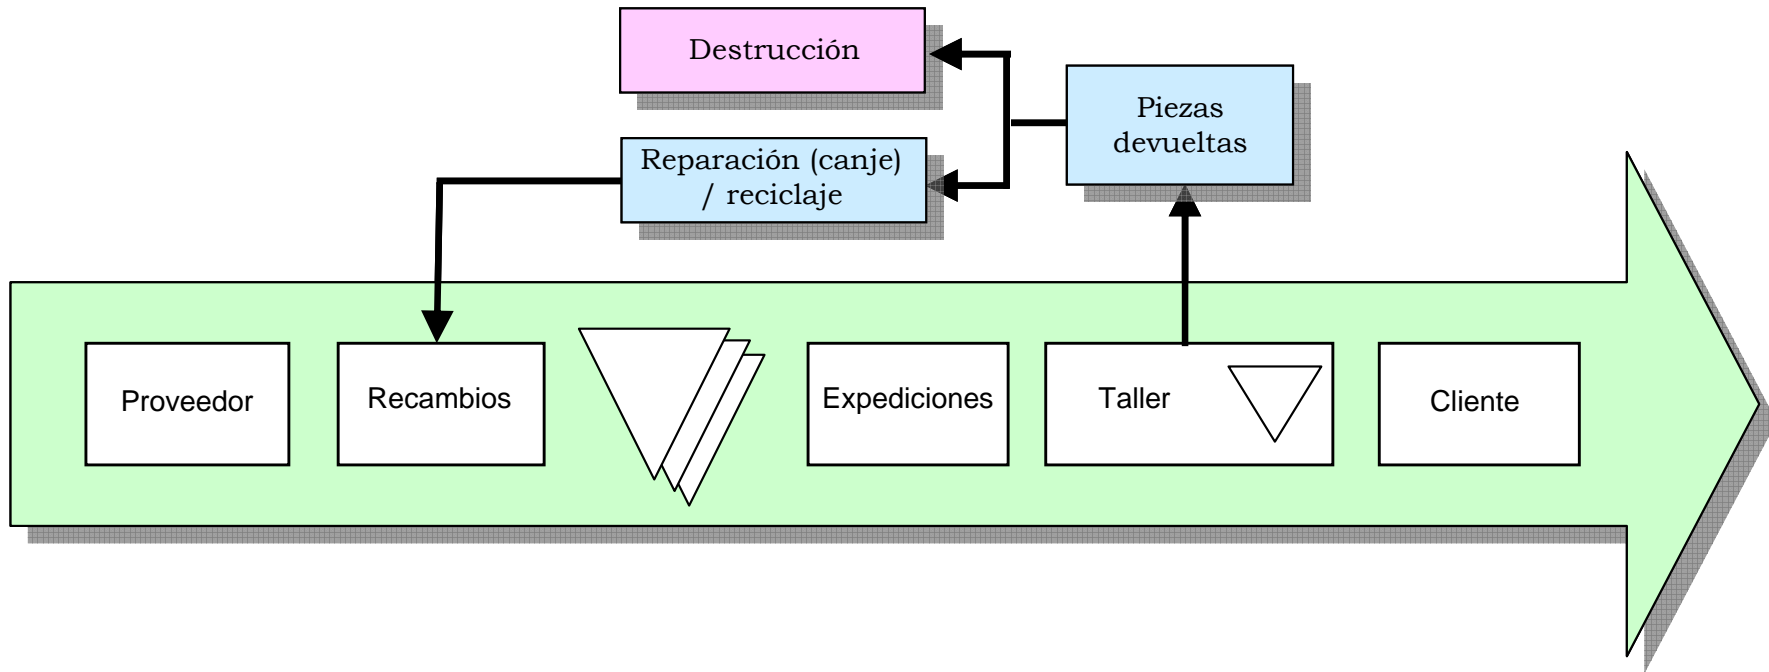 Destrucción
Piezas
devueltas
Reparación (canje)
/ reciclaje
Proveedor
Recambios
Expediciones
Taller
Cliente